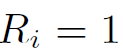 R_i = 1